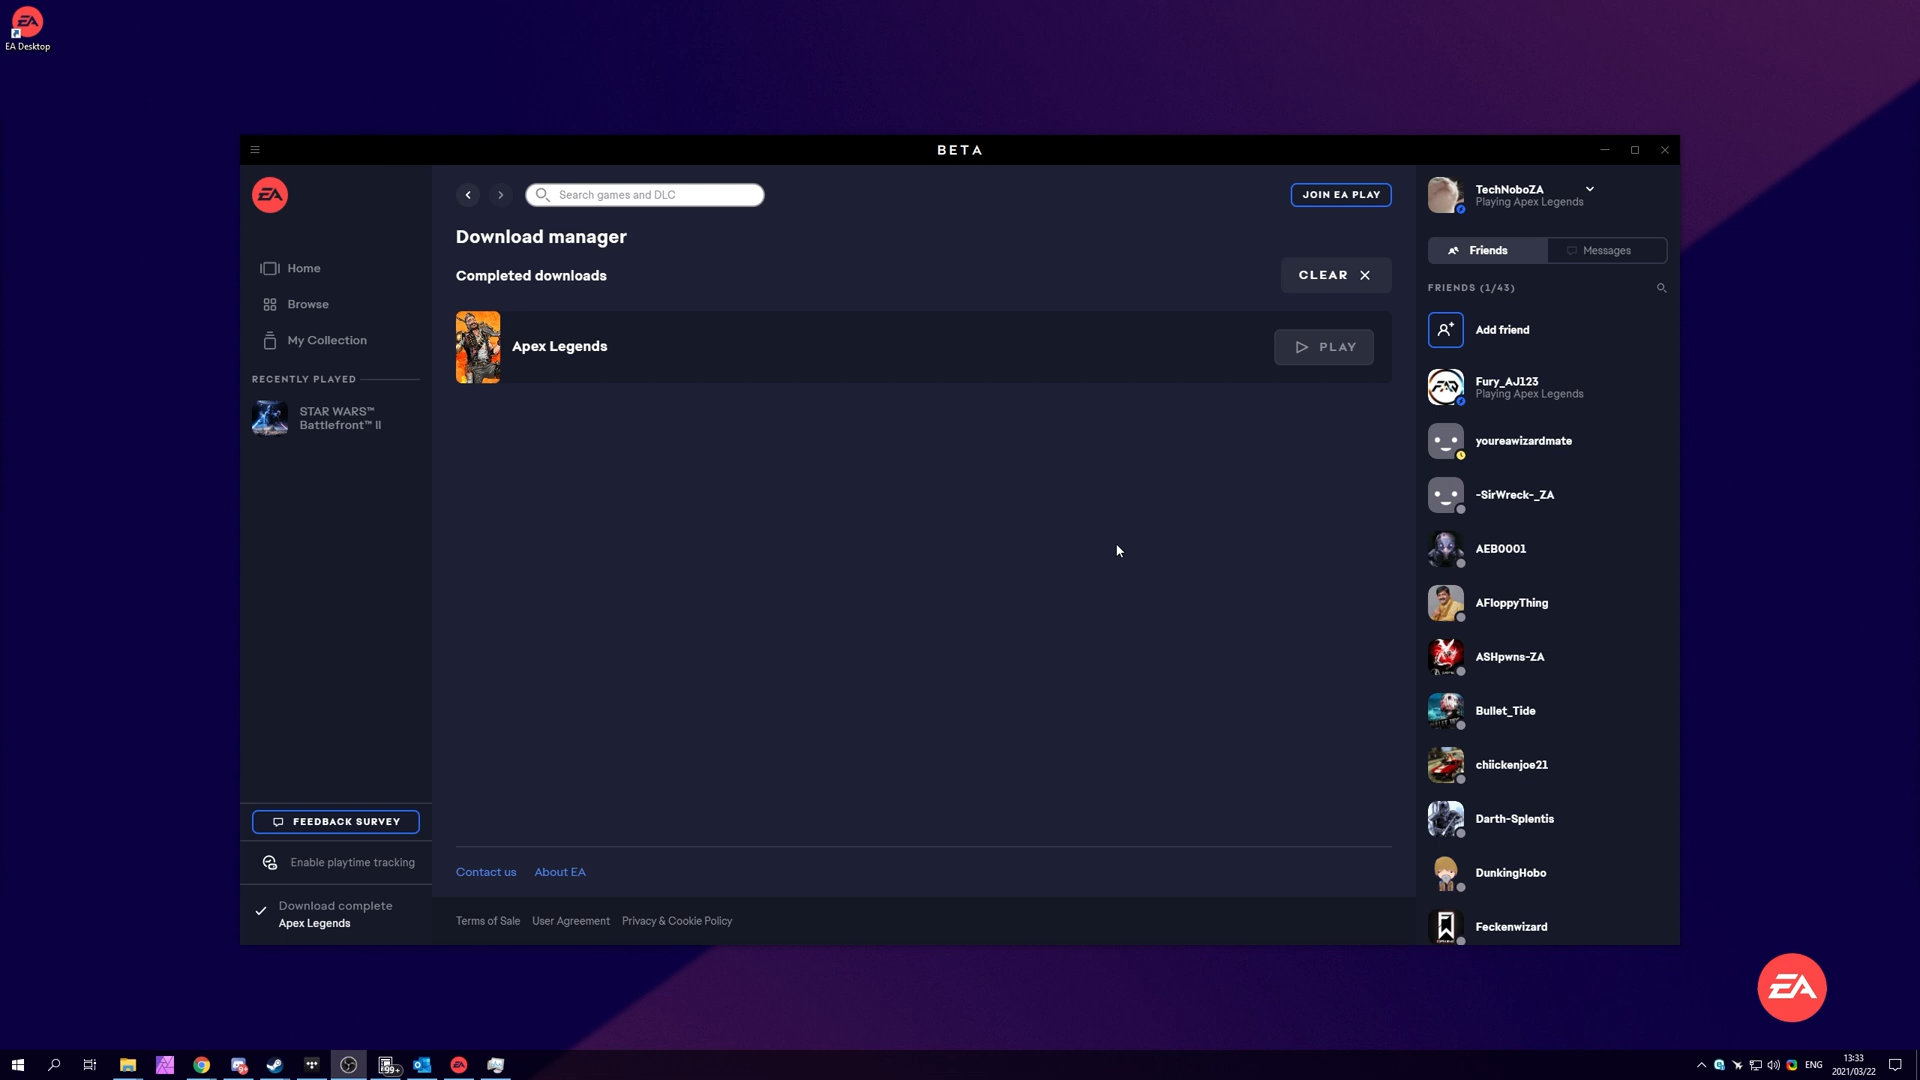 EA Desktop
BETA
EA
Search games and DLC
JOIN EA PLAY
Download manager
Completed downloads
CLEAR
Apex Legends
PLAY
Home
Browse
My Collection
RECENTLY PLAYED
STAR WARS™
Battlefront™ II
FEEDBACK SURVEY
Enable playtime tracking
Download complete
Apex Legends
Contact us
About EA
Terms of Sale
User Agreement
Privacy & Cookie Policy
TechNoboZA
Playing Apex Legends
Friends
Messages
FRIENDS (1/43)
Add friend
Fury_AJ123
Playing Apex Legends
youreawizardmate
-SirWreck-_ZA
AEB0001
AFloppyThing
ASHpwns-ZA
Bullet_Tide
chiickenjoe21
Darth-Splentis
DunkingHobo
Feckenwizard
EA
9+
99+
ENG
13:33
2021/03/22